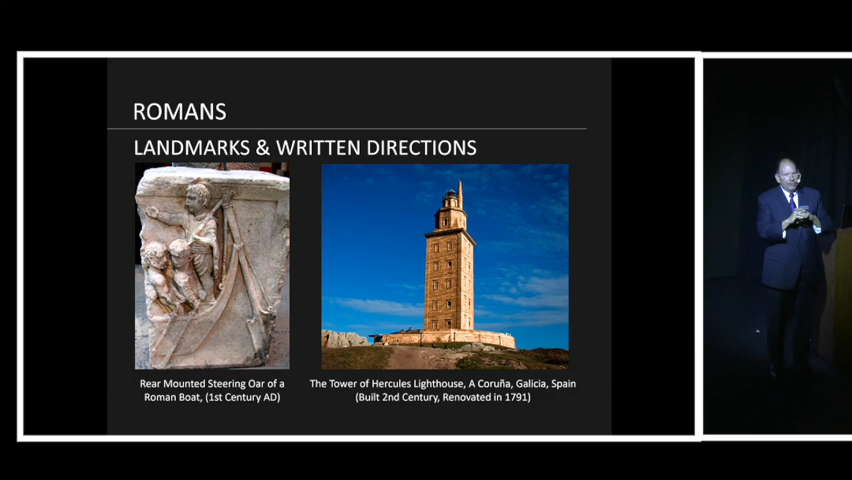 ROMANS
LANDMARKS & WRITTEN DIRECTIONS
Rear Mounted Steering Oar of a
Roman Boat, (1st Century AD)
The Tower of Hercules Lighthouse, A Coruña, Galicia, Spain
(Built 2nd Century, Renovated in 1791)